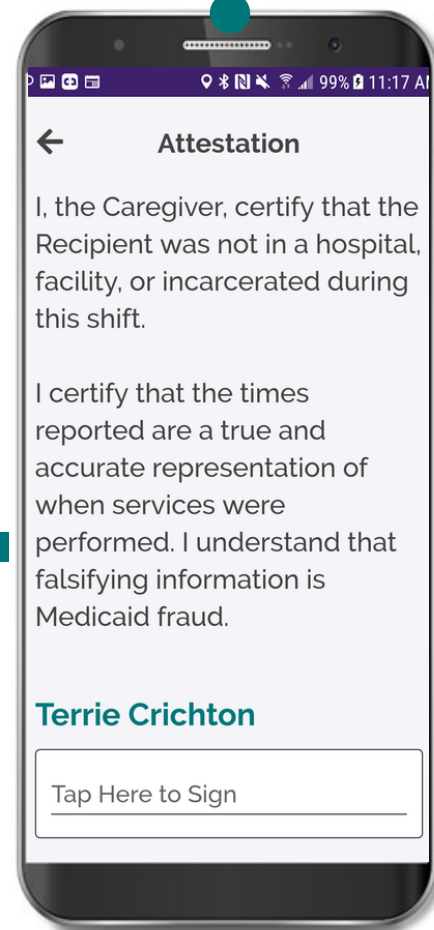 99% 11:17 A
Attestation
I, the Caregiver, certify that the
Recipient was not in a hospital,
facility, or incarcerated during
this shift.
I certify that the times
reported are a true and
accurate representation of
when services were
performed. I understand that
falsifying information is
Medicaid fraud.
Terrie Crichton
Tap Here to Sign